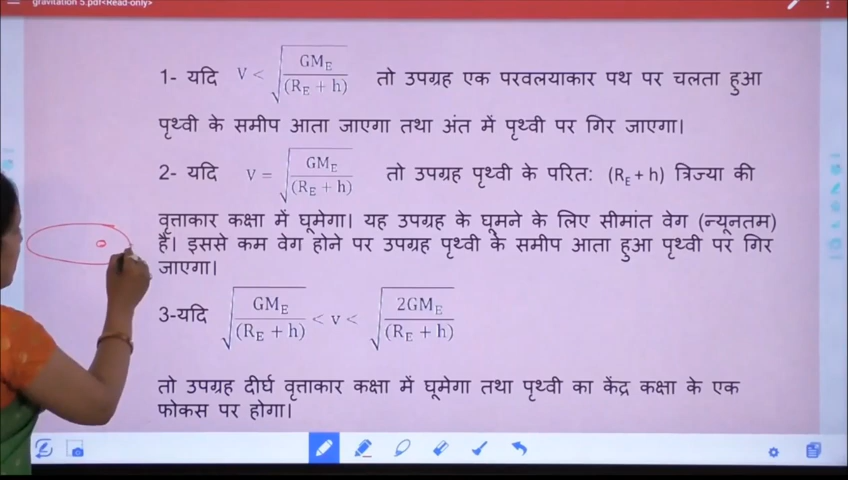 gravitation 5.pdf<Read-only>
1- यदि V < √(GM_E/(R_E + h)) तो उपग्रह एक परवलयाकार पथ पर चलता हुआ
पृथ्वी के समीप आता जाएगा तथा अंत में पृथ्वी पर गिर जाएगा।
2- यदि V = √(GM_E/(R_E + h)) तो उपग्रह पृथ्वी के परित: (R_E + h) त्रिज्या की
वृत्ताकार कक्षा में घूमेगा। यह उपग्रह के घूमने के लिए सीमांत वेग (न्यूनतम)
है। इससे कम वेग होने पर उपग्रह पृथ्वी के समीप आता हुआ पृथ्वी पर गिर
जाएगा।
3-यदि √(GM_E/(R_E + h)) < v < √(2GM_E/(R_E + h))
तो उपग्रह दीर्घ वृत्ताकार कक्षा में घूमेगा तथा पृथ्वी का केंद्र कक्षा के एक
फोकस पर होगा।